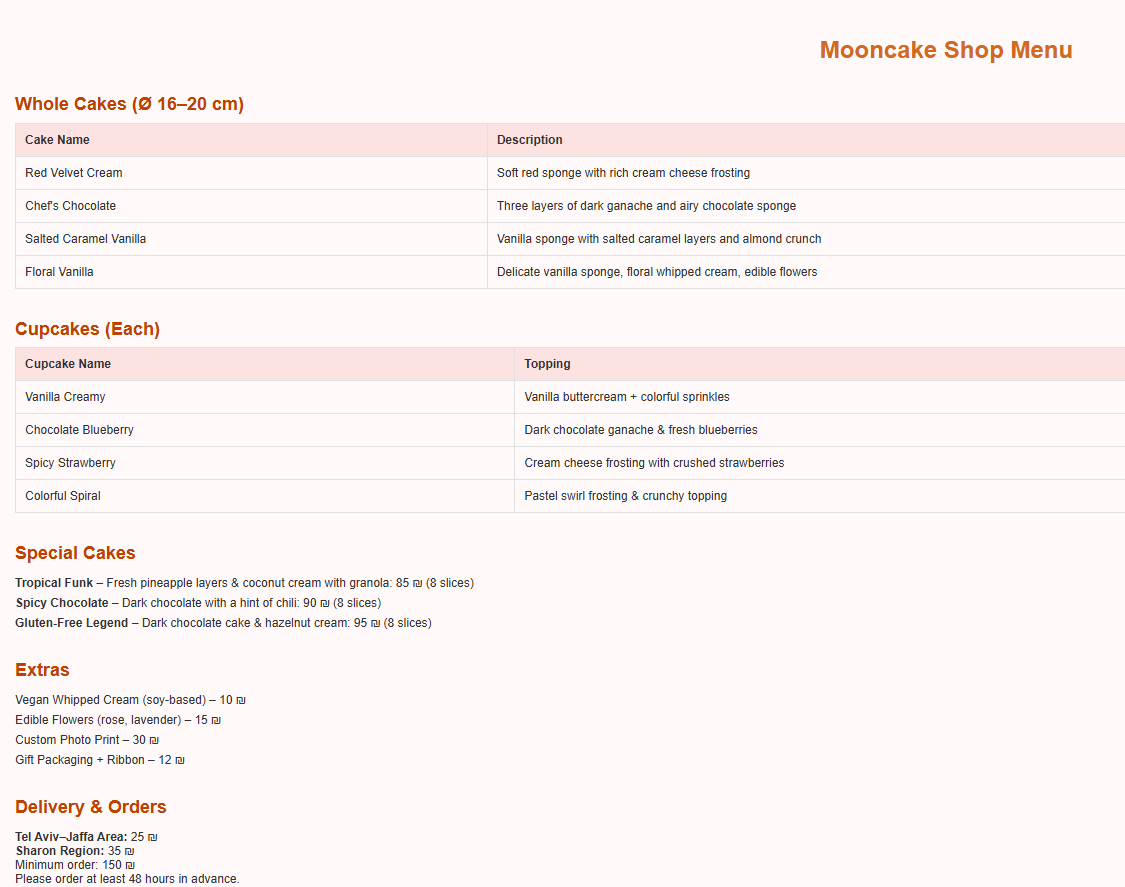 Mooncake Shop Menu
Whole Cakes (Ø 16–20 cm)
Cake Name Description
Red Velvet Cream Soft red sponge with rich cream cheese frosting
Chef's Chocolate Three layers of dark ganache and airy chocolate sponge
Salted Caramel Vanilla Vanilla sponge with salted caramel layers and almond crunch
Floral Vanilla Delicate vanilla sponge, floral whipped cream, edible flowers
Cupcakes (Each)
Cupcake Name Topping
Vanilla Creamy Vanilla buttercream + colorful sprinkles
Chocolate Blueberry Dark chocolate ganache & fresh blueberries
Spicy Strawberry Cream cheese frosting with crushed strawberries
Colorful Spiral Pastel swirl frosting & crunchy topping
Special Cakes
Tropical Funk – Fresh pineapple layers & coconut cream with granola: 85 ₪ (8 slices)
Spicy Chocolate – Dark chocolate with a hint of chili: 90 ₪ (8 slices)
Gluten-Free Legend – Dark chocolate cake & hazelnut cream: 95 ₪ (8 slices)
Extras
Vegan Whipped Cream (soy-based) – 10 ₪
Edible Flowers (rose, lavender) – 15 ₪
Custom Photo Print – 30 ₪
Gift Packaging + Ribbon – 12 ₪
Delivery & Orders
Tel Aviv–Jaffa Area: 25 ₪
Sharon Region: 35 ₪
Minimum order: 150 ₪
Please order at least 48 hours in advance.